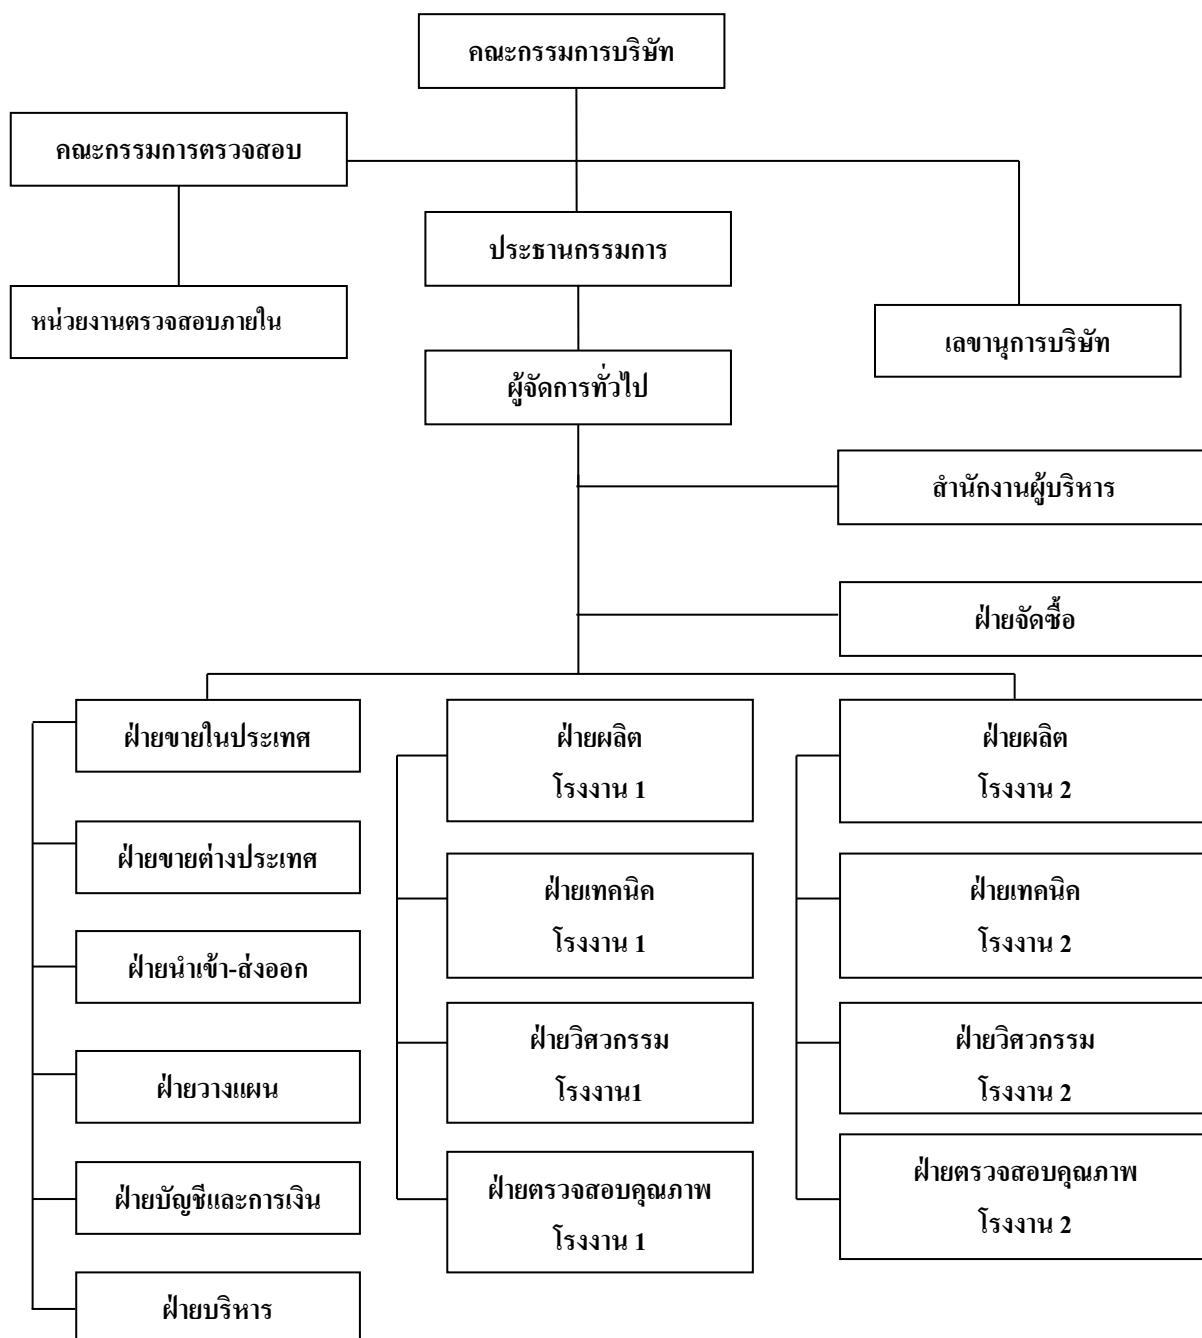 คณะกรรมการบริษัท
คณะกรรมการตรวจสอบ
ประธานกรรมการ
หน่วยงานตรวจสอบภายใน
เลขานุการบริษัท
ผู้จัดการทั่วไป
สำนักงานผู้บริหาร
ฝ่ายจัดซื้อ
ฝ่ายขายในประเทศ
ฝ่ายขายต่างประเทศ
ฝ่ายนำเข้า-ส่งออก
ฝ่ายวางแผน
ฝ่ายบัญชีและการเงิน
ฝ่ายบริหาร
ฝ่ายผลิต
โรงงาน 1
ฝ่ายเทคนิค
โรงงาน 1
ฝ่ายวิศวกรรม
โรงงาน1
ฝ่ายตรวจสอบคุณภาพ
โรงงาน 1
ฝ่ายผลิต
โรงงาน 2
ฝ่ายเทคนิค
โรงงาน 2
ฝ่ายวิศวกรรม
โรงงาน 2
ฝ่ายตรวจสอบคุณภาพ
โรงงาน 2